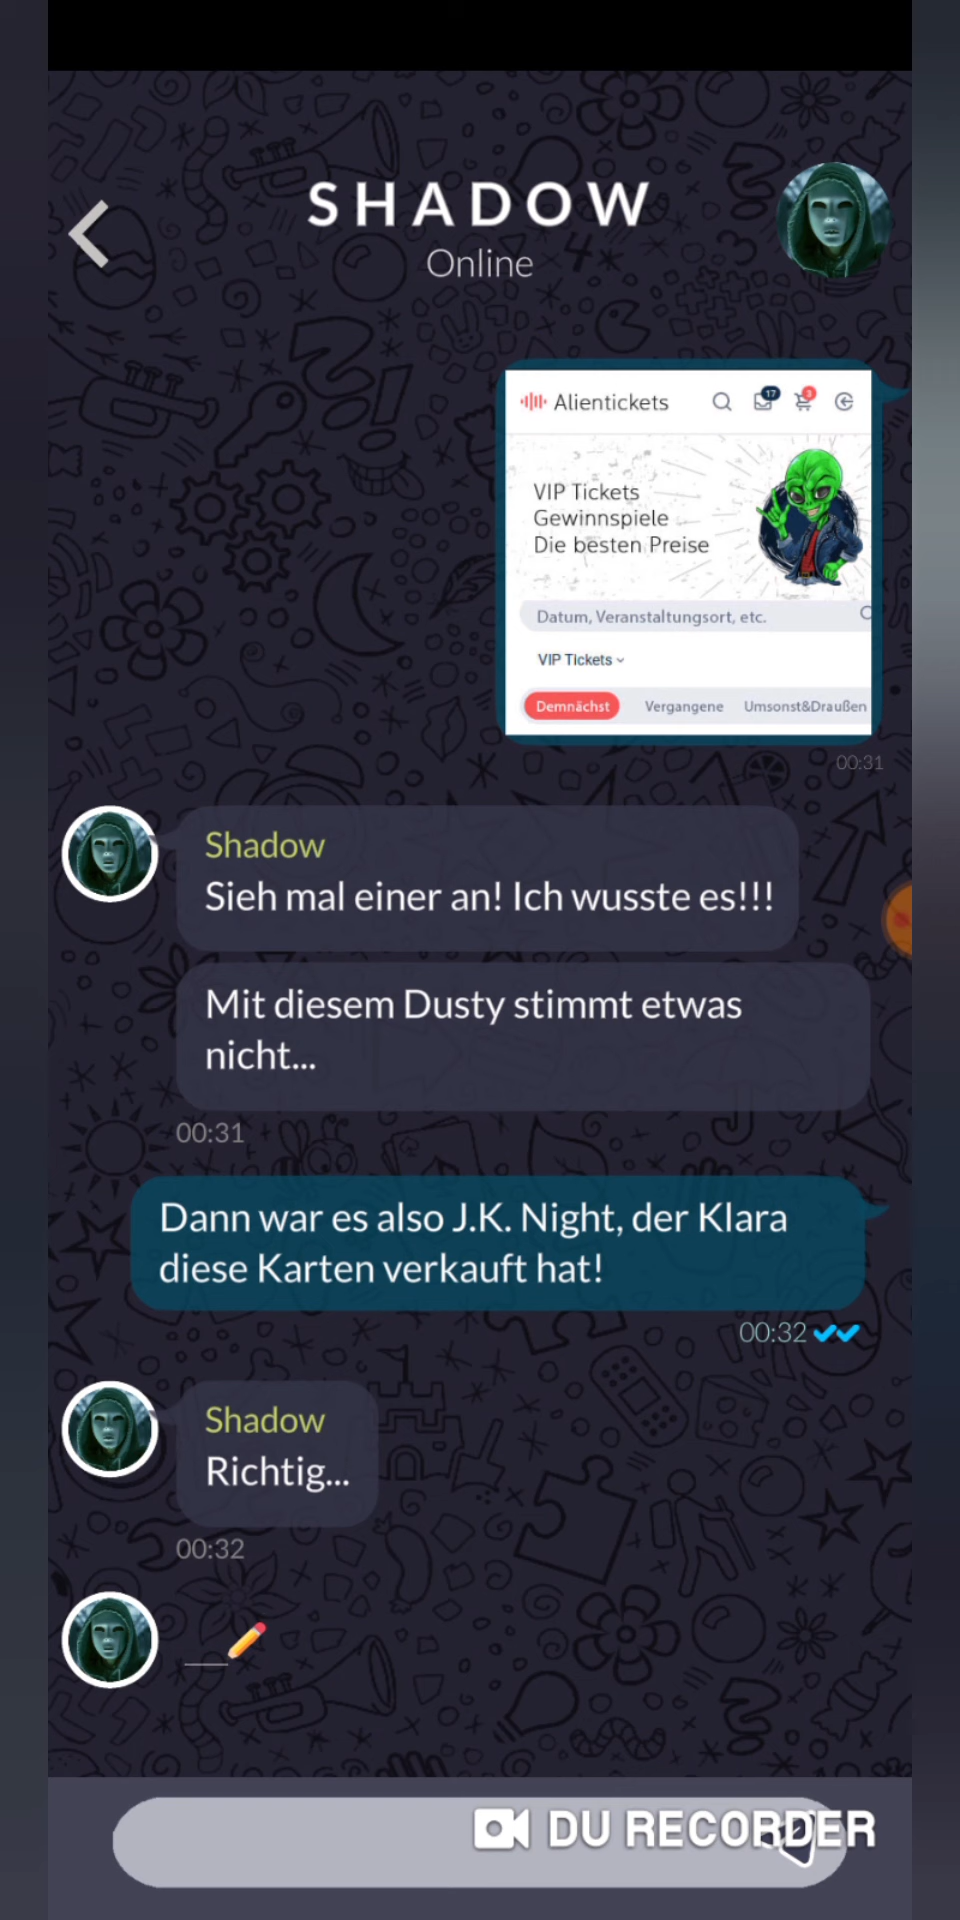 SHADOW
Online
Alientickets
17
3
VIP Tickets
Gewinnspiele
Die besten Preise
Datum, Veranstaltungsort, etc.
VIP Tickets
Demnächst Vergangene Umsonst&Draußen
00:31
Shadow
Sieh mal einer an! Ich wusste es!!!
Mit diesem Dusty stimmt etwas
nicht...
00:31
Dann war es also J.K. Night, der Klara
diese Karten verkauft hat!
00:32
Shadow
Richtig...
00:32
DU RECORDER